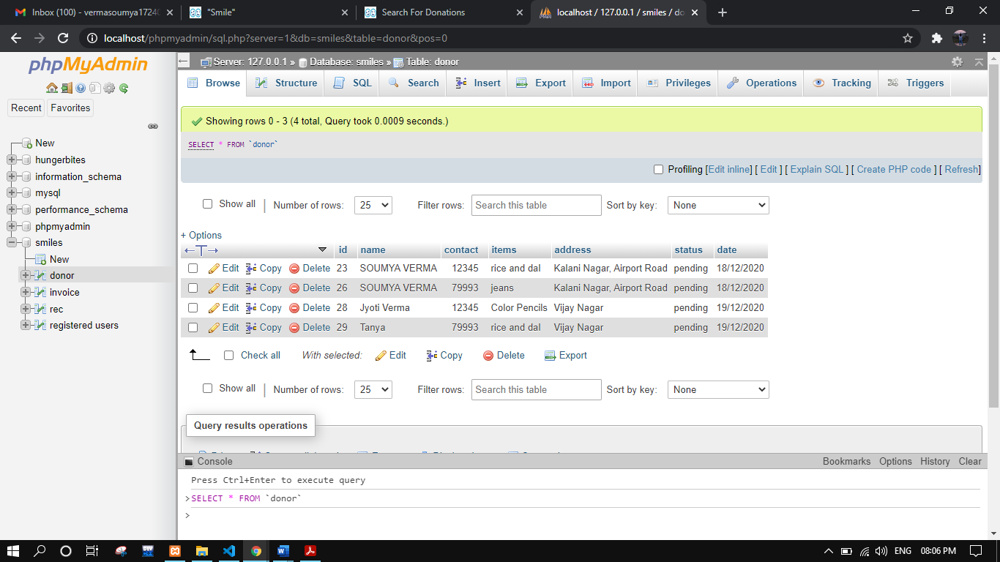 Inbox (100) - vermasoumya1724
"Smile"
Search For Donations
localhost / 127.0.0.1 / smiles / do
localhost/phpmyadmin/sql.php?server=1&db=smiles&table=donor&pos=0
phpMyAdmin
Recent Favorites
New
hungerbites
information_schema
mysql
performance_schema
phpmyadmin
smiles
New
donor
invoice
rec
registered users
Server: 127.0.0.1 » Database: smiles » Table: donor
Browse Structure SQL Search Insert Export Import Privileges Operations Tracking Triggers
Showing rows 0 - 3 (4 total, Query took 0.0009 seconds.)
SELECT * FROM `donor`
Profiling [Edit inline] [ Edit ] [ Explain SQL ] [ Create PHP code ] [ Refresh]
Show all | Number of rows: 25 Filter rows: Search this table Sort by key: None
+ Options
id name contact items address status date
Edit Copy Delete 23 SOUMYA VERMA 12345 rice and dal Kalani Nagar, Airport Road pending 18/12/2020
Edit Copy Delete 26 SOUMYA VERMA 79993 jeans Kalani Nagar, Airport Road pending 18/12/2020
Edit Copy Delete 28 Jyoti Verma 12345 Color Pencils Vijay Nagar pending 19/12/2020
Edit Copy Delete 29 Tanya 79993 rice and dal Vijay Nagar pending 19/12/2020
Check all With selected: Edit Copy Delete Export
Show all | Number of rows: 25 Filter rows: Search this table Sort by key: None
Query results operations
Console Bookmarks Options History Clear
Press Ctrl+Enter to execute query
>SELECT * FROM `donor`
>
ENG 08:06 PM